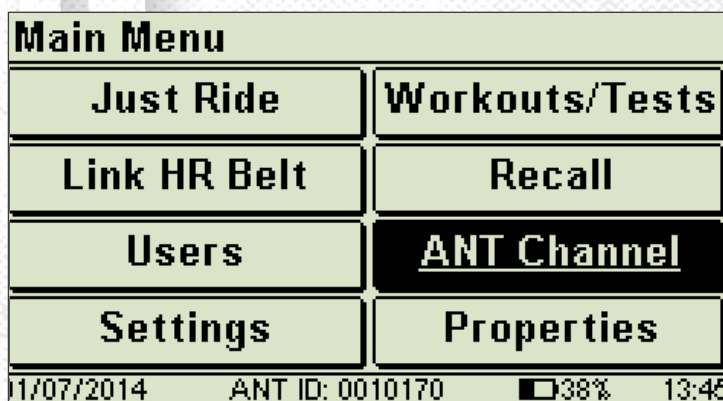 Main Menu
Just Ride
Workouts/Tests
Link HR Belt
Recall
Users
ANT Channel
Settings
Properties
01/07/2014 ANT ID: 0010170 38% 13:45